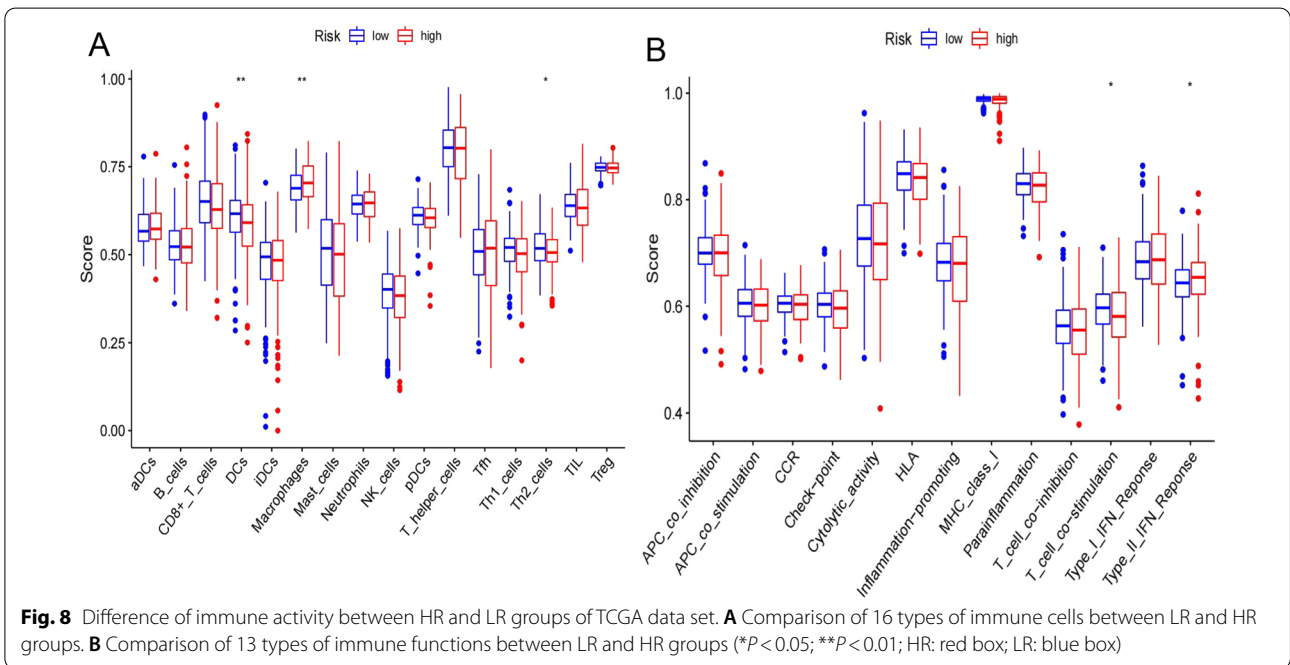 A
Risk low high
** ** *
1.00
0.75
0.50
0.25
0.00
Score
aDCs
B_cells
CD8+_T_cells
DCs
iDCs
Macrophages
Mast_cells
Neutrophils
NK_cells
pDCs
T_helper_cells
Tfh
Th1_cells
Th2_cells
TIL
Treg
B
Risk low high
* *
1.0
0.8
0.6
0.4
Score
APC_co_inhibition
APC_co_stimulation
CCR
Check-point
Cytolytic_activity
HLA
Inflammation-promoting
MHC_class_I
Parainflammation
T_cell_co-inhibition
T_cell_co-stimulation
Type_I_IFN_Reponse
Type_II_IFN_Reponse
Fig. 8 Difference of immune activity between HR and LR groups of TCGA data set. A Comparison of 16 types of immune cells between LR and HR
groups. B Comparison of 13 types of immune functions between LR and HR groups (*P < 0.05; **P < 0.01; HR: red box; LR: blue box)